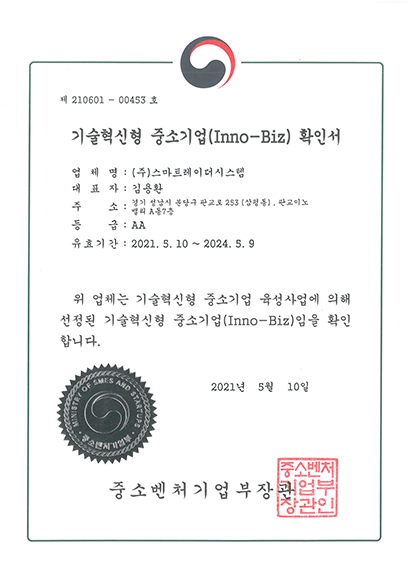 제 210601 - 00453 호
기술혁신형 중소기업(Inno-Biz) 확인서
업 체 명 : (주)스마트레이더시스템
대 표 자 : 김용환
주 소 : 경기 성남시 분당구 판교로 253 (삼평동), 판교이노
밸리 A동7층
등 급 : AA
유효기간 : 2021. 5. 10 ~ 2024. 5. 9
위 업체는 기술혁신형 중소기업 육성사업에 의해
선정된 기술혁신형 중소기업(Inno-Biz)임을 확인
합니다.
2021년 5월 10일
MINISTRY OF SMES AND STARTUPS
중소벤처기업부
중소벤처기업부장관
중소벤처
기업부
장관인